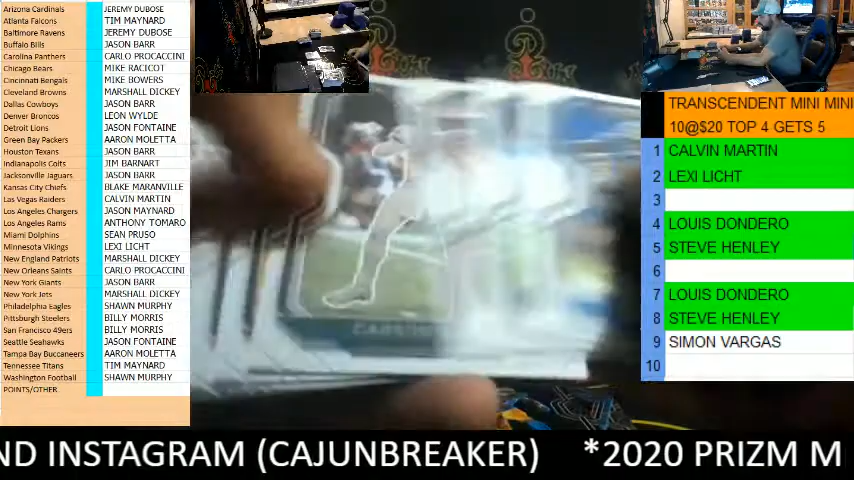 Arizona Cardinals JEREMY DUBOSE
Atlanta Falcons TIM MAYNARD
Baltimore Ravens JEREMY DUBOSE
Buffalo Bills JASON BARR
Carolina Panthers CARLO PROCACCINI
Chicago Bears MIKE RACICOT
Cincinnati Bengals MIKE BOWERS
Cleveland Browns MARSHALL DICKEY
Dallas Cowboys JASON BARR
Denver Broncos LEON WYLDE
Detroit Lions JASON FONTAINE
Green Bay Packers AARON MOLETTA
Houston Texans JASON BARR
Indianapolis Colts JIM BARNART
Jacksonville Jaguars JASON BARR
Kansas City Chiefs BLAKE MARANVILLE
Las Vegas Raiders CALVIN MARTIN
Los Angeles Chargers JASON MAYNARD
Los Angeles Rams ANTHONY TOMARO
Miami Dolphins SEAN PRUSO
Minnesota Vikings LEXI LICHT
New England Patriots MARSHALL DICKEY
New Orleans Saints CARLO PROCACCINI
New York Giants JASON BARR
New York Jets MARSHALL DICKEY
Philadelphia Eagles SHAWN MURPHY
Pittsburgh Steelers BILLY MORRIS
San Francisco 49ers BILLY MORRIS
Seattle Seahawks JASON FONTAINE
Tampa Bay Buccaneers AARON MOLETTA
Tennessee Titans TIM MAYNARD
Washington Football SHAWN MURPHY
POINTS/OTHER
TRANSCENDENT MINI MINI
10@$20 TOP 4 GETS 5
1 CALVIN MARTIN
2 LEXI LICHT
3
4 LOUIS DONDERO
5 STEVE HENLEY
6
7 LOUIS DONDERO
8 STEVE HENLEY
9 SIMON VARGAS
10
ND INSTAGRAM (CAJUNBREAKER) *2020 PRIZM M